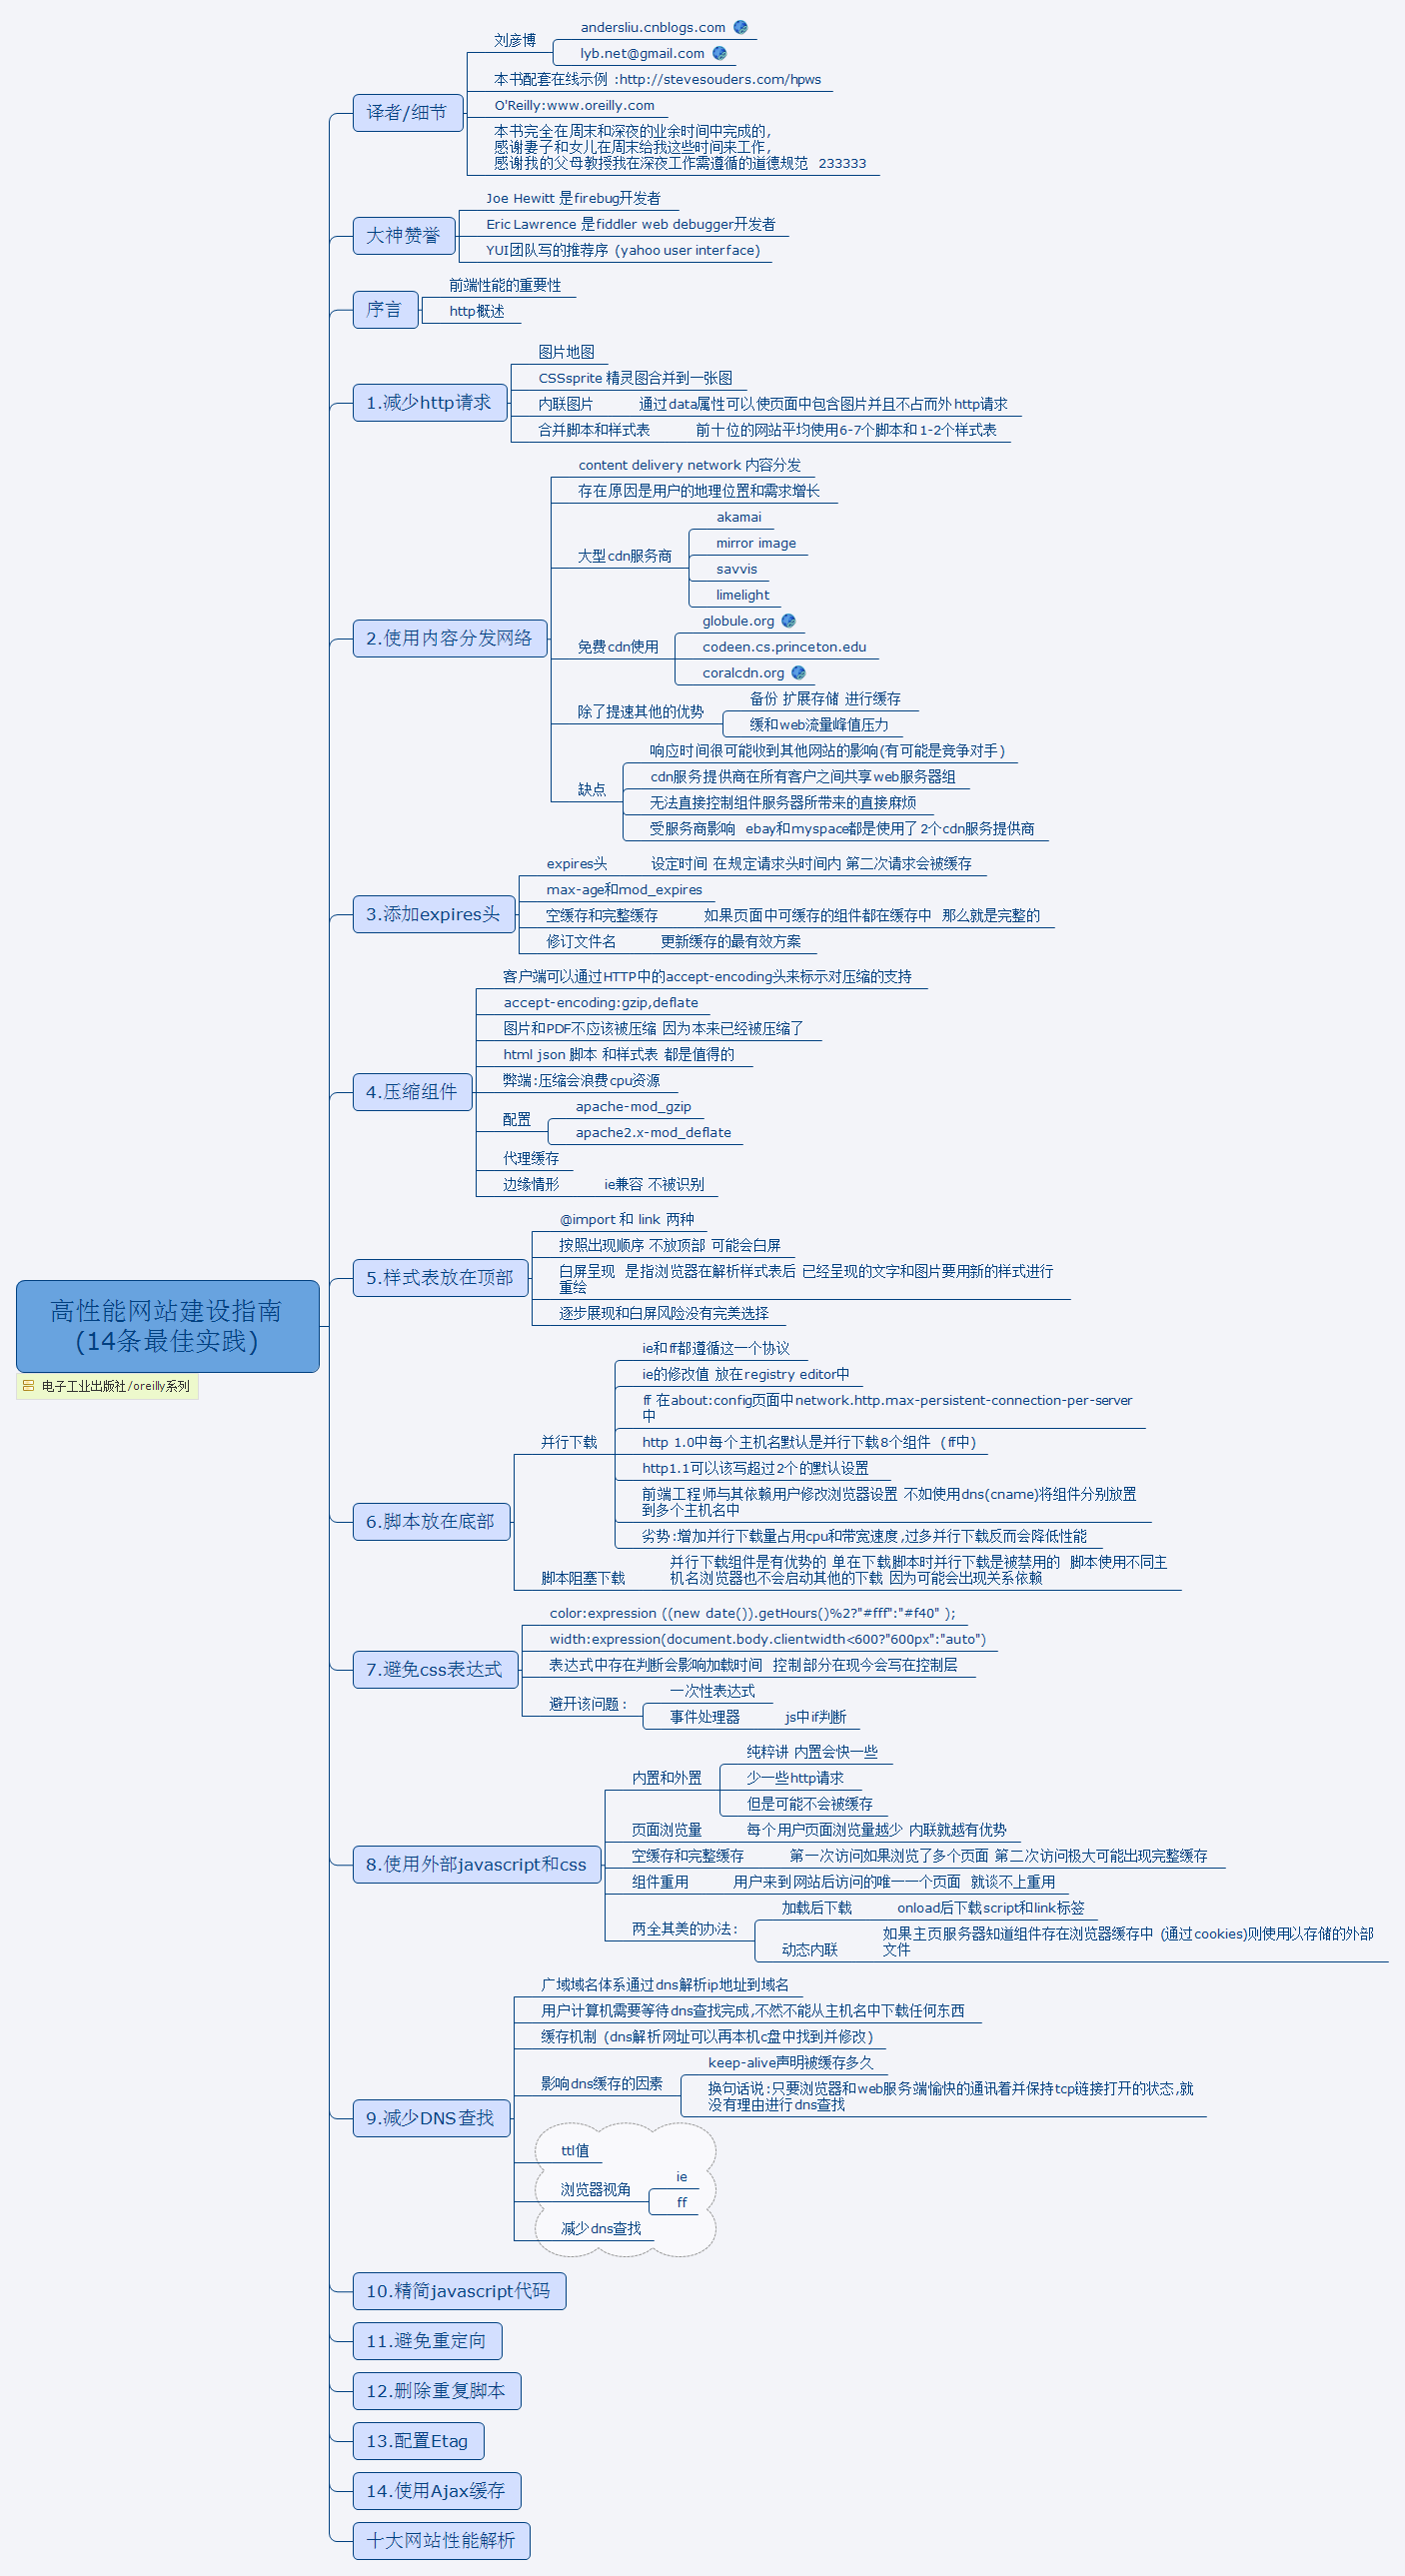 高性能网站建设指南
(14条最佳实践)
电子工业出版社/oreilly系列
译者/细节
刘彦博
andersliu.cnblogs.com
lyb.net@gmail.com
本书配套在线示例 :http://stevesouders.com/hpws
O'Reilly:www.oreilly.com
本书完全在周末和深夜的业余时间中完成的,
感谢妻子和女儿在周末给我这些时间来工作,
感谢我的父母教授我在深夜工作需遵循的道德规范 233333
大神赞誉
Joe Hewitt 是firebug开发者
Eric Lawrence 是fiddler web debugger开发者
YUI团队写的推荐序 (yahoo user interface)
序言
前端性能的重要性
http概述
1.减少http请求
图片地图
CSSsprite 精灵图合并到一张图
内联图片 通过data属性可以使页面中包含图片并且不占而外http请求
合并脚本和样式表 前十位的网站平均使用6-7个脚本和1-2个样式表
2.使用内容分发网络
content delivery network 内容分发
存在原因是用户的地理位置和需求增长
大型cdn服务商
akamai
mirror image
savvis
limelight
免费cdn使用
globule.org
codeen.cs.princeton.edu
coralcdn.org
除了提速其他的优势
备份 扩展存储 进行缓存
缓和web流量峰值压力
缺点
响应时间很可能收到其他网站的影响(有可能是竞争对手)
cdn服务提供商在所有客户之间共享web服务器组
无法直接控制组件服务器所带来的直接麻烦
受服务商影响 ebay和myspace都是使用了2个cdn服务提供商
3.添加expires头
expires头 设定时间 在规定请求头时间内 第二次请求会被缓存
max-age和mod_expires
空缓存和完整缓存 如果页面中可缓存的组件都在缓存中 那么就是完整的
修订文件名 更新缓存的最有效方案
4.压缩组件
客户端可以通过HTTP中的accept-encoding头来标示对压缩的支持
accept-encoding:gzip,deflate
图片和PDF不应该被压缩 因为本来已经被压缩了
html json 脚本 和样式表 都是值得的
弊端:压缩会浪费cpu资源
配置
apache-mod_gzip
apache2.x-mod_deflate
代理缓存
边缘情形 ie兼容 不被识别
5.样式表放在顶部
@import 和 link 两种
按照出现顺序 不放顶部 可能会白屏
白屏呈现 是指浏览器在解析样式表后 已经呈现的文字和图片要用新的样式进行
重绘
逐步展现和白屏风险没有完美选择
6.脚本放在底部
并行下载
ie和ff都遵循这一个协议
ie的修改值 放在registry editor中
ff 在about:config页面中network.http.max-persistent-connection-per-server
中
http 1.0中每个主机名默认是并行下载8个组件 (ff中)
http1.1可以该写超过2个的默认设置
前端工程师与其依赖用户修改浏览器设置 不如使用dns(cname)将组件分别放置
到多个主机名中
劣势:增加并行下载量占用cpu和带宽速度,过多并行下载反而会降低性能
脚本阻塞下载
并行下载组件是有优势的 单在下载脚本时并行下载是被禁用的 脚本使用不同主
机名浏览器也不会启动其他的下载 因为可能会出现关系依赖
7.避免css表达式
color:expression ((new date()).getHours()%2?"#fff":"#f40" );
width:expression(document.body.clientwidth<600?"600px":"auto")
表达式中存在判断会影响加载时间 控制部分在现今会写在控制层
避开该问题:
一次性表达式
事件处理器 js中if判断
8.使用外部javascript和css
内置和外置
纯粹讲 内置会快一些
少一些http请求
但是可能不会被缓存
页面浏览量 每个用户页面浏览量越少 内联就越有优势
空缓存和完整缓存 第一次访问如果浏览了多个页面 第二次访问极大可能出现完整缓存
组件重用 用户来到网站后访问的唯一一个页面 就谈不上重用
两全其美的办法:
加载后下载 onload后下载script和link标签
动态内联
如果主页服务器知道组件存在浏览器缓存中 (通过cookies)则使用以存储的外部
文件
9.减少DNS查找
广域域名体系通过dns解析ip地址到域名
用户计算机需要等待dns查找完成,不然不能从主机名中下载任何东西
缓存机制 (dns解析网址可以再本机c盘中找到并修改)
影响dns缓存的因素
keep-alive声明被缓存多久
换句话说:只要浏览器和web服务端愉快的通讯着并保持tcp链接打开的状态,就
没有理由进行dns查找
ttl值
浏览器视角
ie
ff
减少dns查找
10.精简javascript代码
11.避免重定向
12.删除重复脚本
13.配置Etag
14.使用Ajax缓存
十大网站性能解析